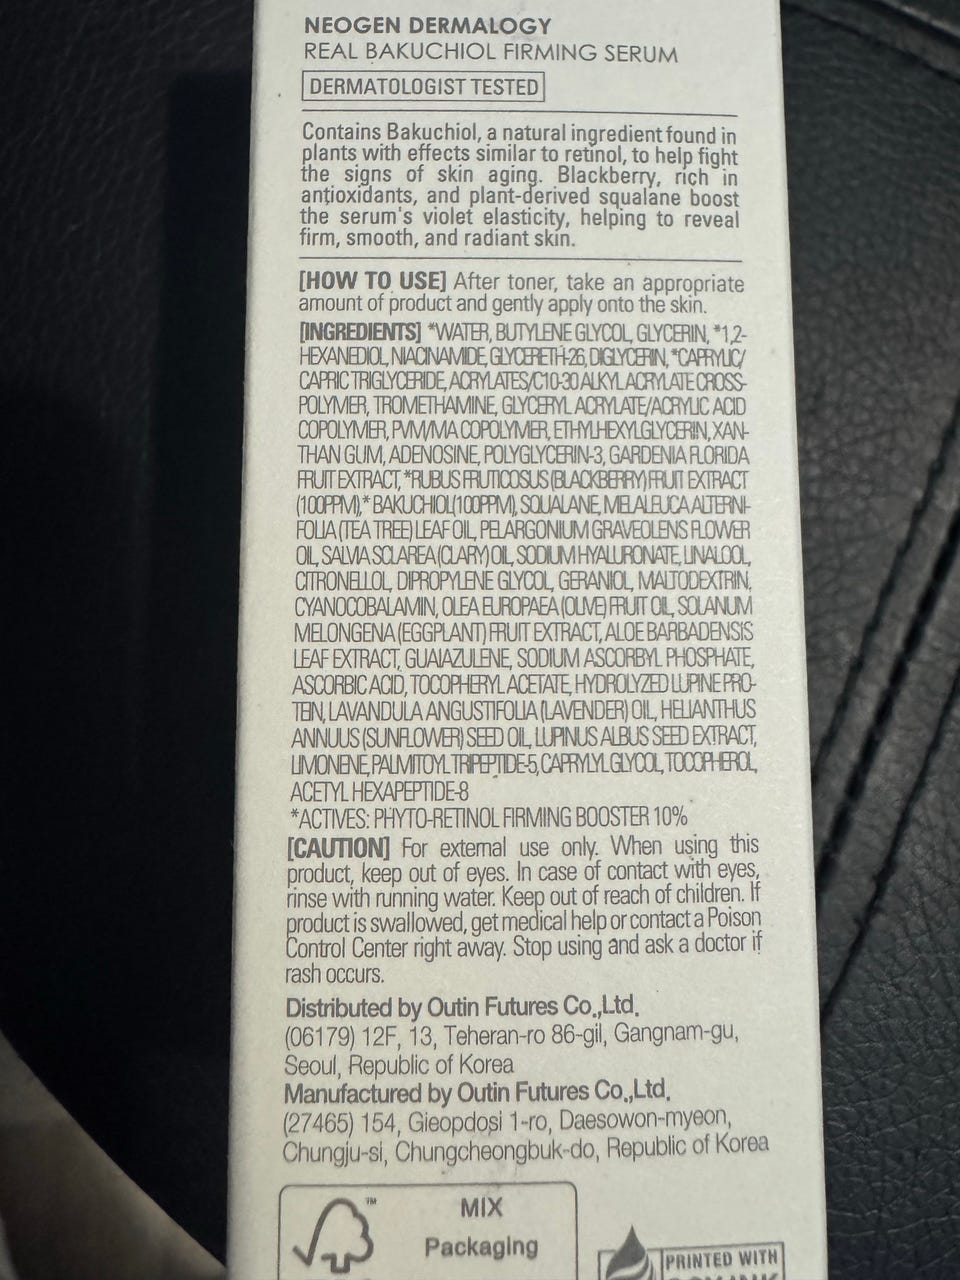 NEOGEN DERMALOGY
REAL BAKUCHIOL FIRMING SERUM
DERMATOLOGIST TESTED
Contains Bakuchiol, a natural ingredient found in
plants with effects similar to retinol, to help fight
the signs of skin aging. Blackberry, rich in
antioxidants, and plant-derived squalane boost
the serum's violet elasticity, helping to reveal
firm, smooth, and radiant skin.
[HOW TO USE] After toner, take an appropriate
amount of product and gently apply onto the skin.
[INGREDIENTS] *WATER, BUTYLENE GLYCOL, GLYCERIN, *1,2-
HEXANEDIOL, NIACINAMIDE, GLYCERETH-26, DIGLYCERIN, *CAPRYLIC/
CAPRIC TRIGLYCERIDE, ACRYLATES/C10-30 ALKYL ACRYLATE CROSS-
POLYMER, TROMETHAMINE, GLYCERYL ACRYLATE/ACRYLIC ACID
COPOLYMER, PVM/MA COPOLYMER, ETHYLHEXYLGLYCERIN, XAN-
THAN GUM, ADENOSINE, POLYGLYCERIN-3, GARDENIA FLORIDA
FRUIT EXTRACT, *RUBUS FRUTICOSUS (BLACKBERRY) FRUIT EXTRACT
(100PPM),* BAKUCHIOL(100PPM), SQUALANE, MELALEUCA ALTERNI-
FOLIA (TEA TREE) LEAF OIL, PELARGONIUM GRAVEOLENS FLOWER
OIL, SALVIA SCLAREA (CLARY) OIL, SODIUM HYALURONATE, LINALOOL,
CITRONELLOL, DIPROPYLENE GLYCOL, GERANIOL, MALTODEXTRIN,
CYANOCOBALAMIN, OLEA EUROPAEA (OLIVE) FRUIT OIL, SOLANUM
MELONGENA (EGGPLANT) FRUIT EXTRACT, ALOE BARBADENSIS
LEAF EXTRACT, GUAIAZULENE, SODIUM ASCORBYL PHOSPHATE,
ASCORBIC ACID, TOCOPHERYL ACETATE, HYDROLYZED LUPINE PRO-
TEIN, LAVANDULA ANGUSTIFOLIA (LAVENDER) OIL, HELIANTHUS
ANNUUS (SUNFLOWER) SEED OIL, LUPINUS ALBUS SEED EXTRACT,
LIMONENE, PALMITOYL TRIPEPTIDE-5, CAPRYLYL GLYCOL, TOCOPHEROL,
ACETYL HEXAPEPTIDE-8
*ACTIVES: PHYTO-RETINOL FIRMING BOOSTER 10%
[CAUTION] For external use only. When using this
product, keep out of eyes. In case of contact with eyes,
rinse with running water. Keep out of reach of children. If
product is swallowed, get medical help or contact a Poison
Control Center right away. Stop using and ask a doctor if
rash occurs.
Distributed by Outin Futures Co.,Ltd.
(06179) 12F, 13, Teheran-ro 86-gil, Gangnam-gu,
Seoul, Republic of Korea
Manufactured by Outin Futures Co.,Ltd.
(27465) 154, Gieopdosi 1-ro, Daesowon-myeon,
Chungju-si, Chungcheongbuk-do, Republic of Korea
™
MIX
Packaging
PRINTED WITH